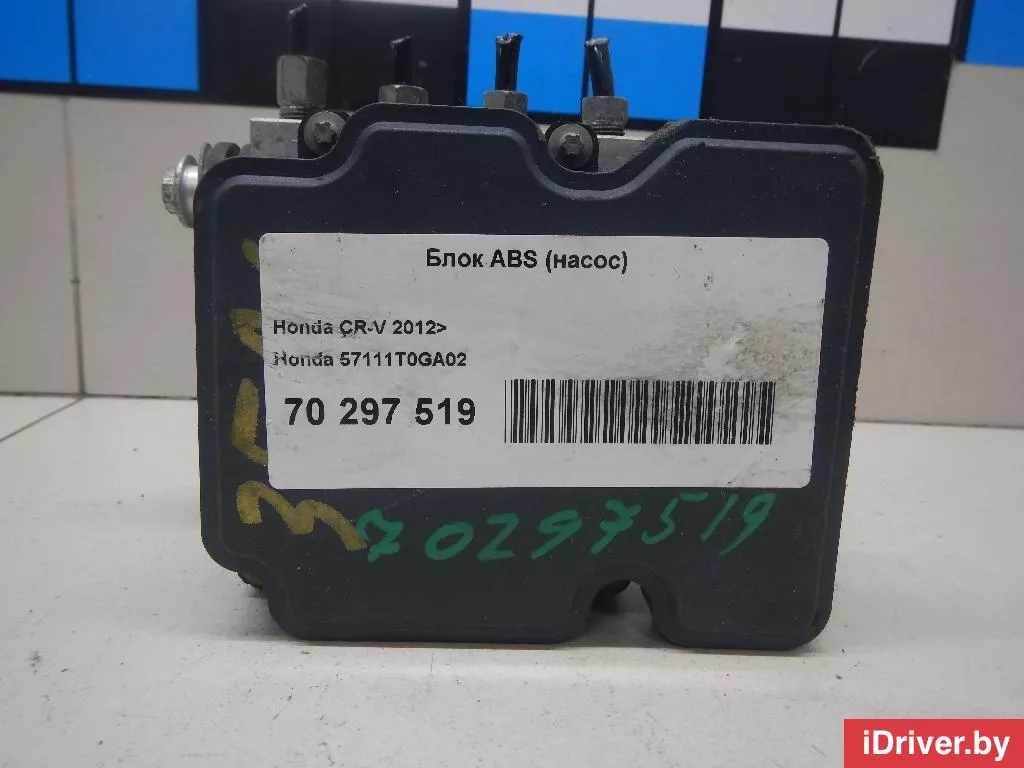 Блок ABS (насос)
Honda CR-V 2012>
Honda 57111T0GA02
70 297 519
70297519
iDriver.by